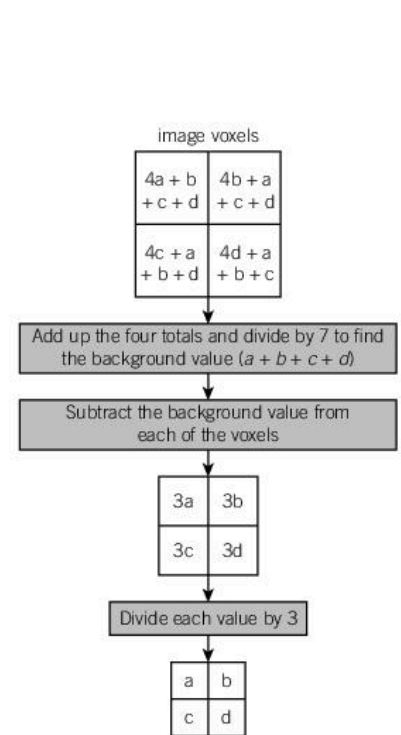 image voxels
4a + b 4b + a
+ c + d + c + d
4c + a 4d + a
+ b + d + b + c
Add up the four totals and divide by 7 to find
the background value (a + b + c + d)
Subtract the background value from
each of the voxels
3a 3b
3c 3d
Divide each value by 3
a b
c d